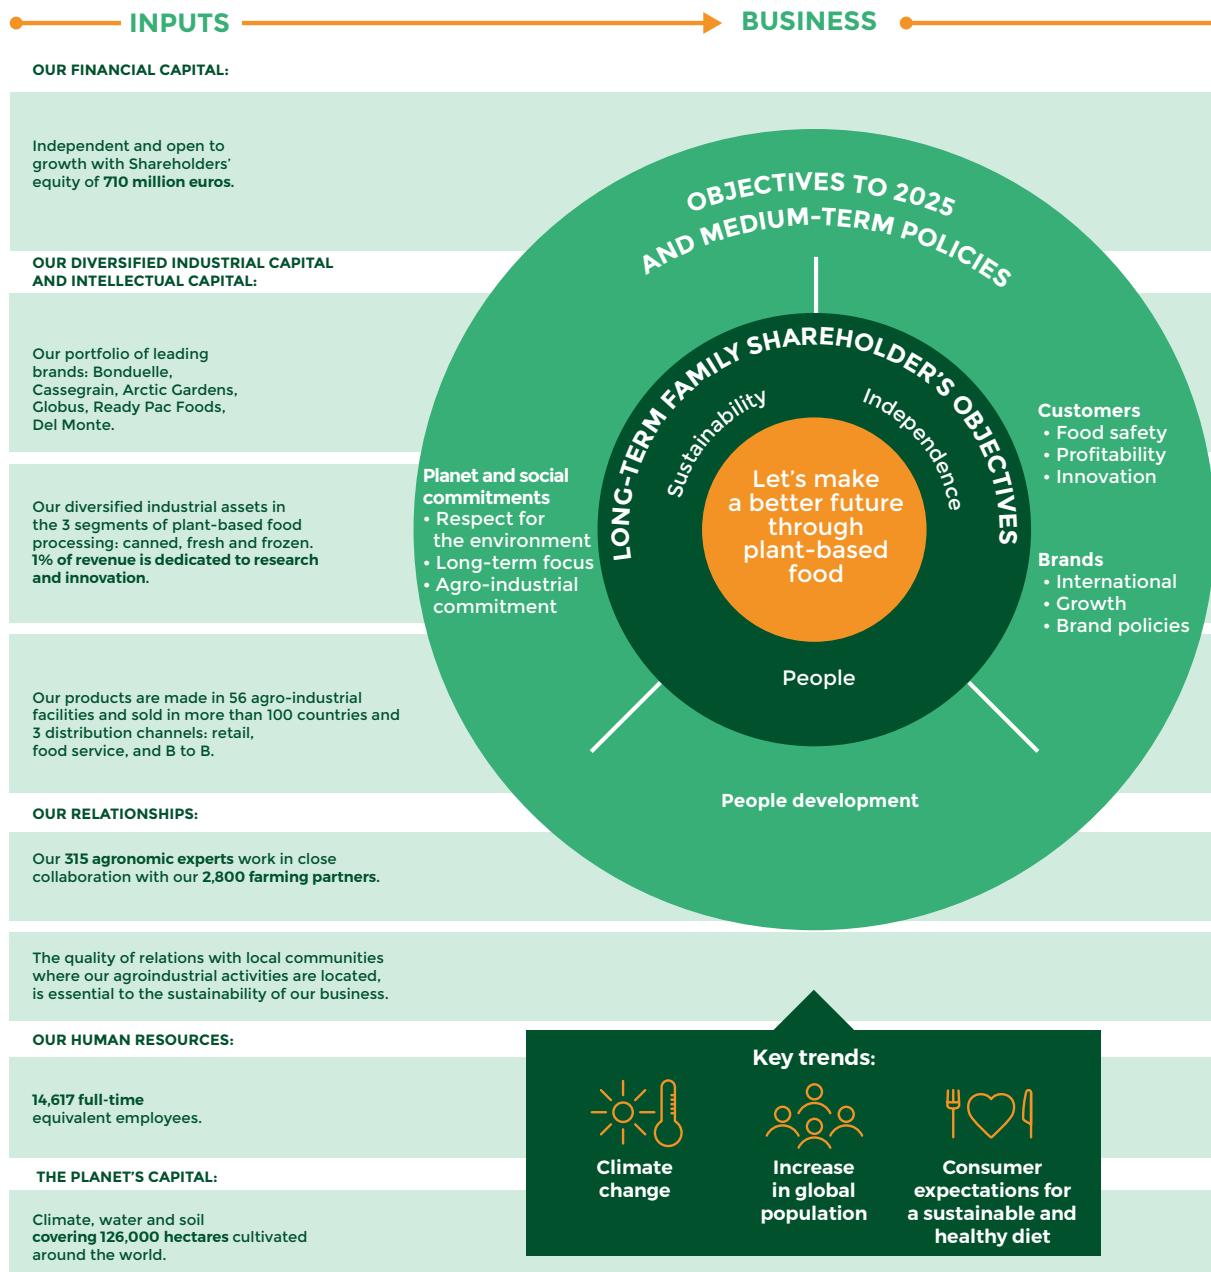 INPUTS
BUSINESS
OUR FINANCIAL CAPITAL:
Independent and open to
growth with Shareholders’
equity of 710 million euros.
OUR DIVERSIFIED INDUSTRIAL CAPITAL
AND INTELLECTUAL CAPITAL:
Our portfolio of leading
brands: Bonduelle,
Cassegrain, Arctic Gardens,
Globus, Ready Pac Foods,
Del Monte.
Our diversified industrial assets in
the 3 segments of plant-based food
processing: canned, fresh and frozen.
1% of revenue is dedicated to research
and innovation.
Our products are made in 56 agro-industrial
facilities and sold in more than 100 countries and
3 distribution channels: retail,
food service, and B to B.
OUR RELATIONSHIPS:
Our 315 agronomic experts work in close
collaboration with our 2,800 farming partners.
The quality of relations with local communities
where our agroindustrial activities are located,
is essential to the sustainability of our business.
OUR HUMAN RESOURCES:
14,617 full-time
equivalent employees.
THE PLANET’S CAPITAL:
Climate, water and soil
covering 126,000 hectares cultivated
around the world.
OBJECTIVES TO 2025
AND MEDIUM-TERM POLICIES
LONG-TERM FAMILY SHAREHOLDER’S OBJECTIVES
Sustainability
Independence
Let’s make
a better future
through
plant-based
food
People
Planet and social
commitments
• Respect for
the environment
• Long-term focus
• Agro-industrial
commitment
Customers
• Food safety
• Profitability
• Innovation
Brands
• International
• Growth
• Brand policies
People development
Key trends:
Climate
change
Increase
in global
population
Consumer
expectations for
a sustainable and
healthy diet